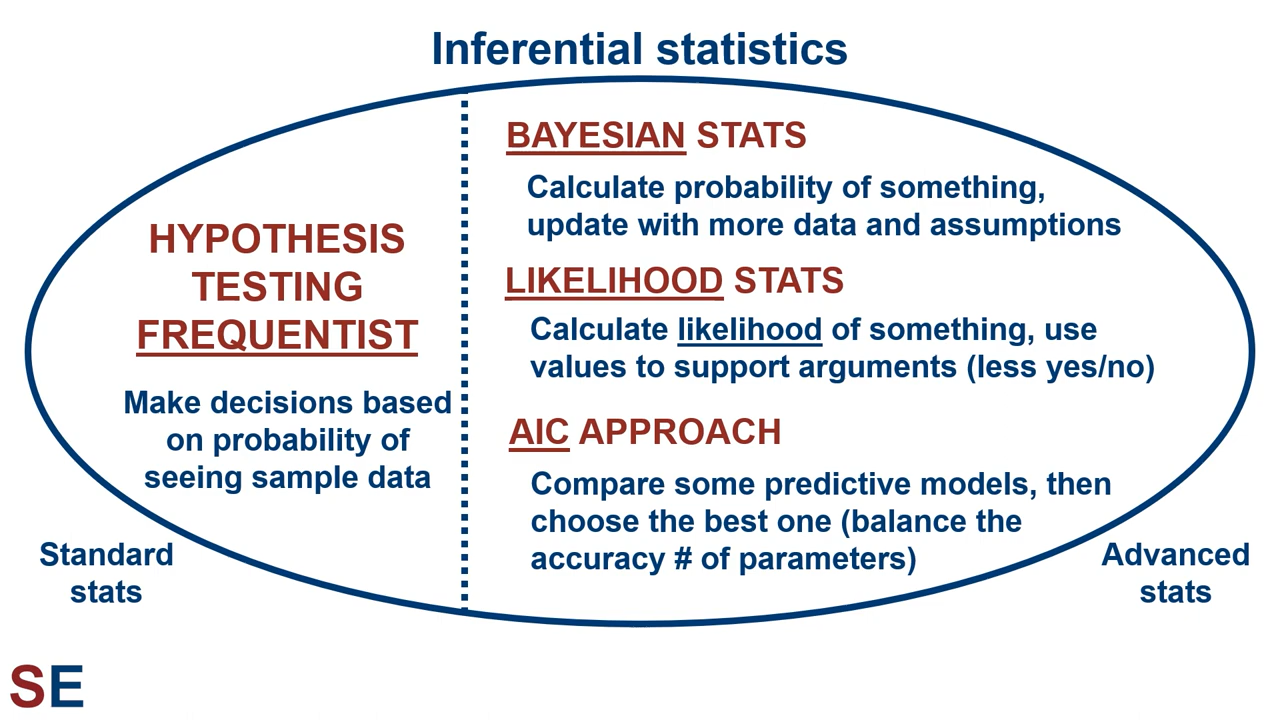 Inferential statistics
HYPOTHESIS
TESTING
FREQUENTIST
Make decisions based
on probability of
seeing sample data
Standard
stats
BAYESIAN STATS
Calculate probability of something,
update with more data and assumptions
LIKELIHOOD STATS
Calculate likelihood of something, use
values to support arguments (less yes/no)
AIC APPROACH
Compare some predictive models, then
choose the best one (balance the
accuracy # of parameters)
Advanced
stats
SE